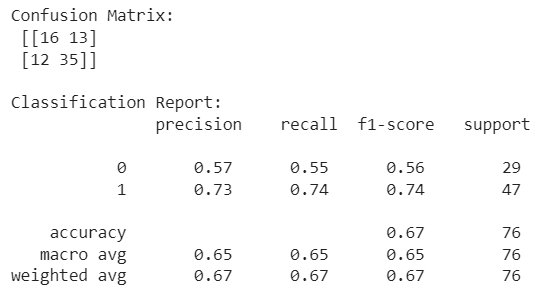 Confusion Matrix:
[[16 13]
[12 35]]
Classification Report:
precision recall f1-score support
0 0.57 0.55 0.56 29
1 0.73 0.74 0.74 47
accuracy 0.67 76
macro avg 0.65 0.65 0.65 76
weighted avg 0.67 0.67 0.67 76